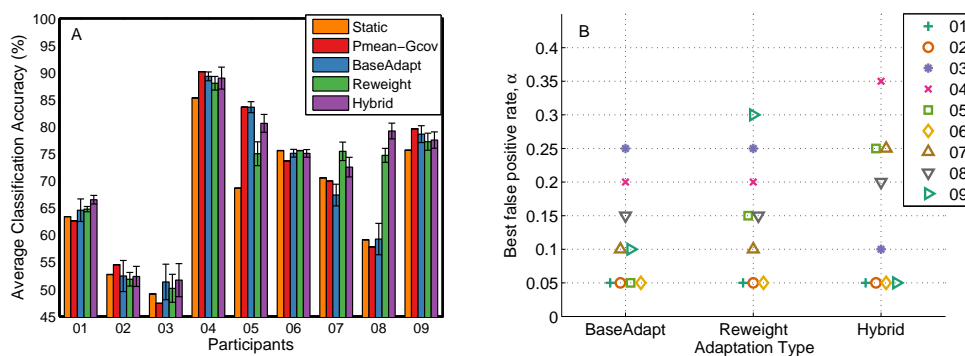 A
Static
Pmean-Gcov
BaseAdapt
Reweight
Hybrid
Average Classification Accuracy (%)
100
95
90
85
80
75
70
65
60
55
50
45
01 02 03 04 05 06 07 08 09
Participants
B
01
02
03
04
05
06
07
08
09
Best false positive rate, α
0.4
0.35
0.3
0.25
0.2
0.15
0.1
0.05
0
BaseAdapt Reweight Hybrid
Adaptation Type